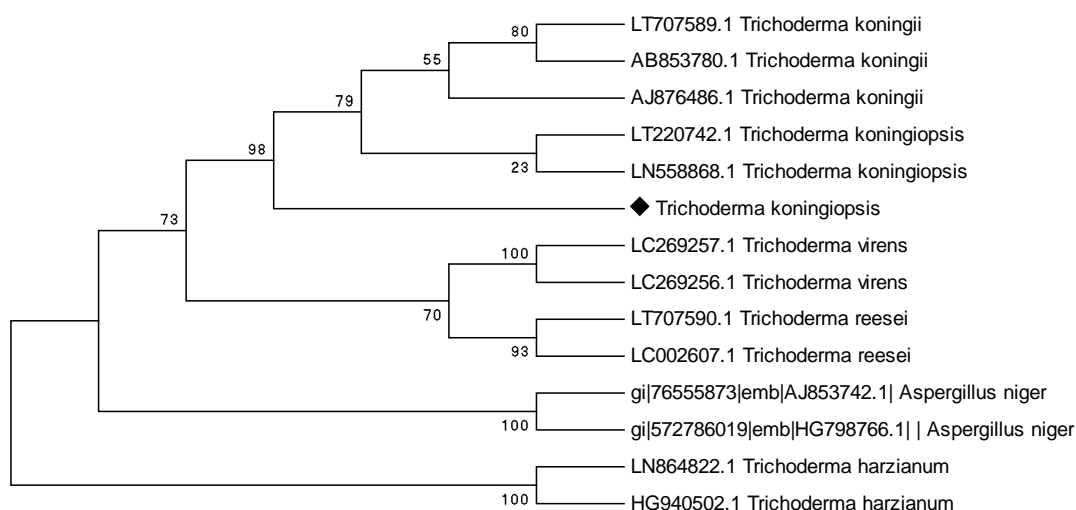 80
LT707589.1 Trichoderma koningii
55
AB853780.1 Trichoderma koningii
79
AJ876486.1 Trichoderma koningii
98
LT220742.1 Trichoderma koningiopsis
23
LN558868.1 Trichoderma koningiopsis
73
Trichoderma koningiopsis
100
LC269257.1 Trichoderma virens
LC269256.1 Trichoderma virens
70
LT707590.1 Trichoderma reesei
93
LC002607.1 Trichoderma reesei
gi|76555873|emb|AJ853742.1| Aspergillus niger
100
gi|572786019|emb|HG798766.1| | Aspergillus niger
LN864822.1 Trichoderma harzianum
100
HG940502.1 Trichoderma harzianum